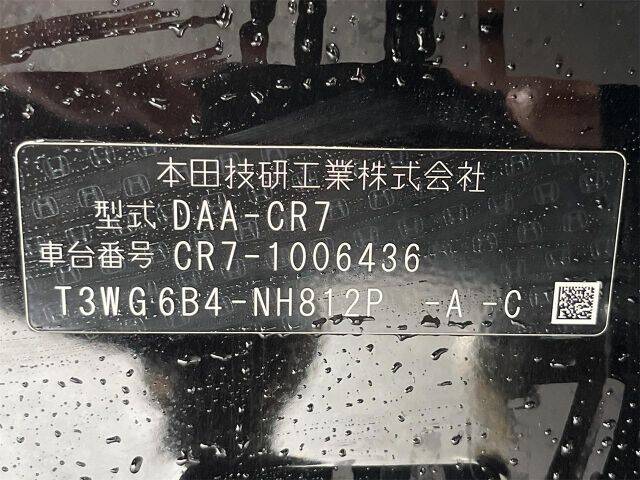 本田技研工業株式会社
型式 DAA-CR7
車台番号 CR7-1006436
T3WG6B4-NH812P -A -C